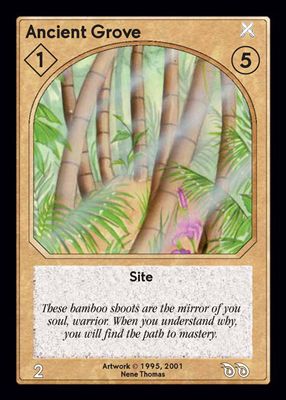 Ancient Grove
1
5
Site
These bamboo shoots are the mirror of you
soul, warrior. When you understand why,
you will find the path to mastery.
2
Artwork © 1995, 2001
Nene Thomas